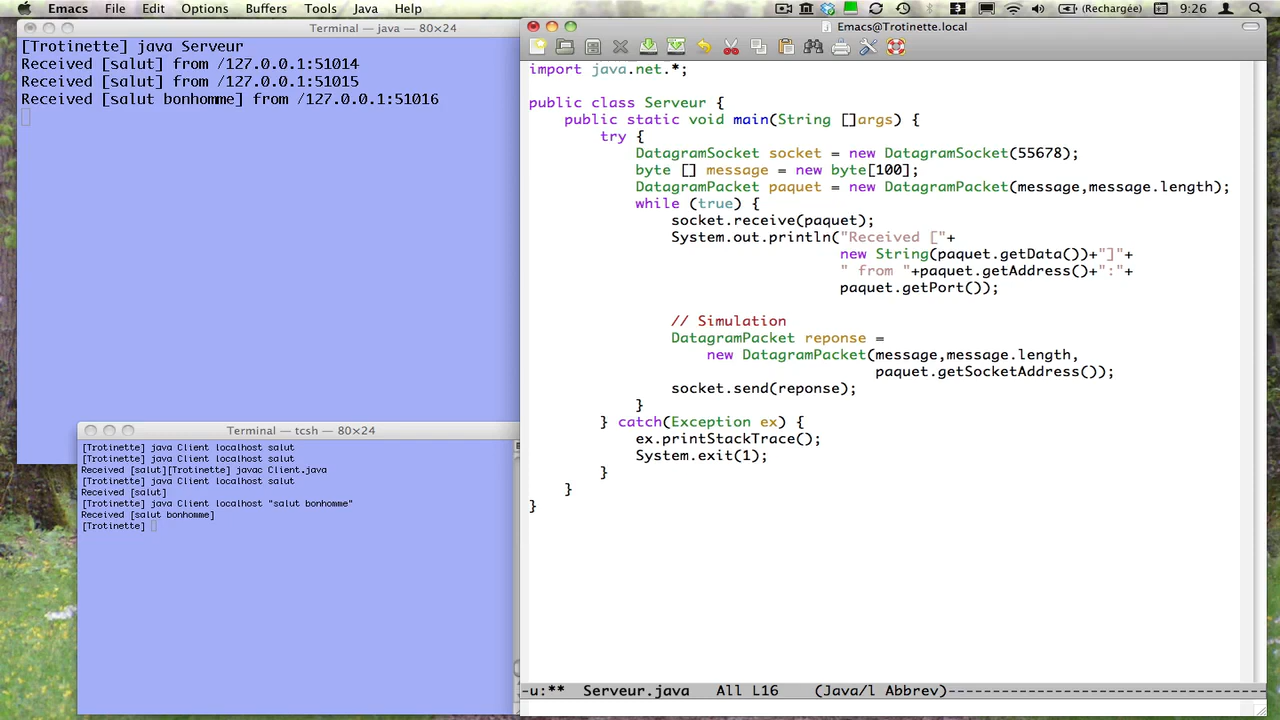 Emacs File Edit Options Buffers Tools Java Help
3 (Rechargée) 9:26
Terminal — java — 80×24
[Trotinette] java Serveur
Received [salut] from /127.0.0.1:51014
Received [salut] from /127.0.0.1:51015
Received [salut bonhomme] from /127.0.0.1:51016
Terminal — tcsh — 80×24
[Trotinette] java Client localhost salut
[Trotinette] java Client localhost salut
Received [salut][Trotinette] javac Client.java
[Trotinette] java Client localhost salut
Received [salut]
[Trotinette] java Client localhost "salut bonhomme"
Received [salut bonhomme]
[Trotinette]
Emacs@Trotinette.local
import java.net.*;
public class Serveur {
public static void main(String []args) {
try {
DatagramSocket socket = new DatagramSocket(55678);
byte [] message = new byte[100];
DatagramPacket paquet = new DatagramPacket(message,message.length);
while (true) {
socket.receive(paquet);
System.out.println("Received ["+
new String(paquet.getData())+"]"+
" from "+paquet.getAddress()+":"+
paquet.getPort());
// Simulation
DatagramPacket reponse =
new DatagramPacket(message,message.length,
paquet.getSocketAddress());
socket.send(reponse);
}
} catch(Exception ex) {
ex.printStackTrace();
System.exit(1);
}
}
}
-u:** Serveur.java All L16 (Java/l Abbrev)